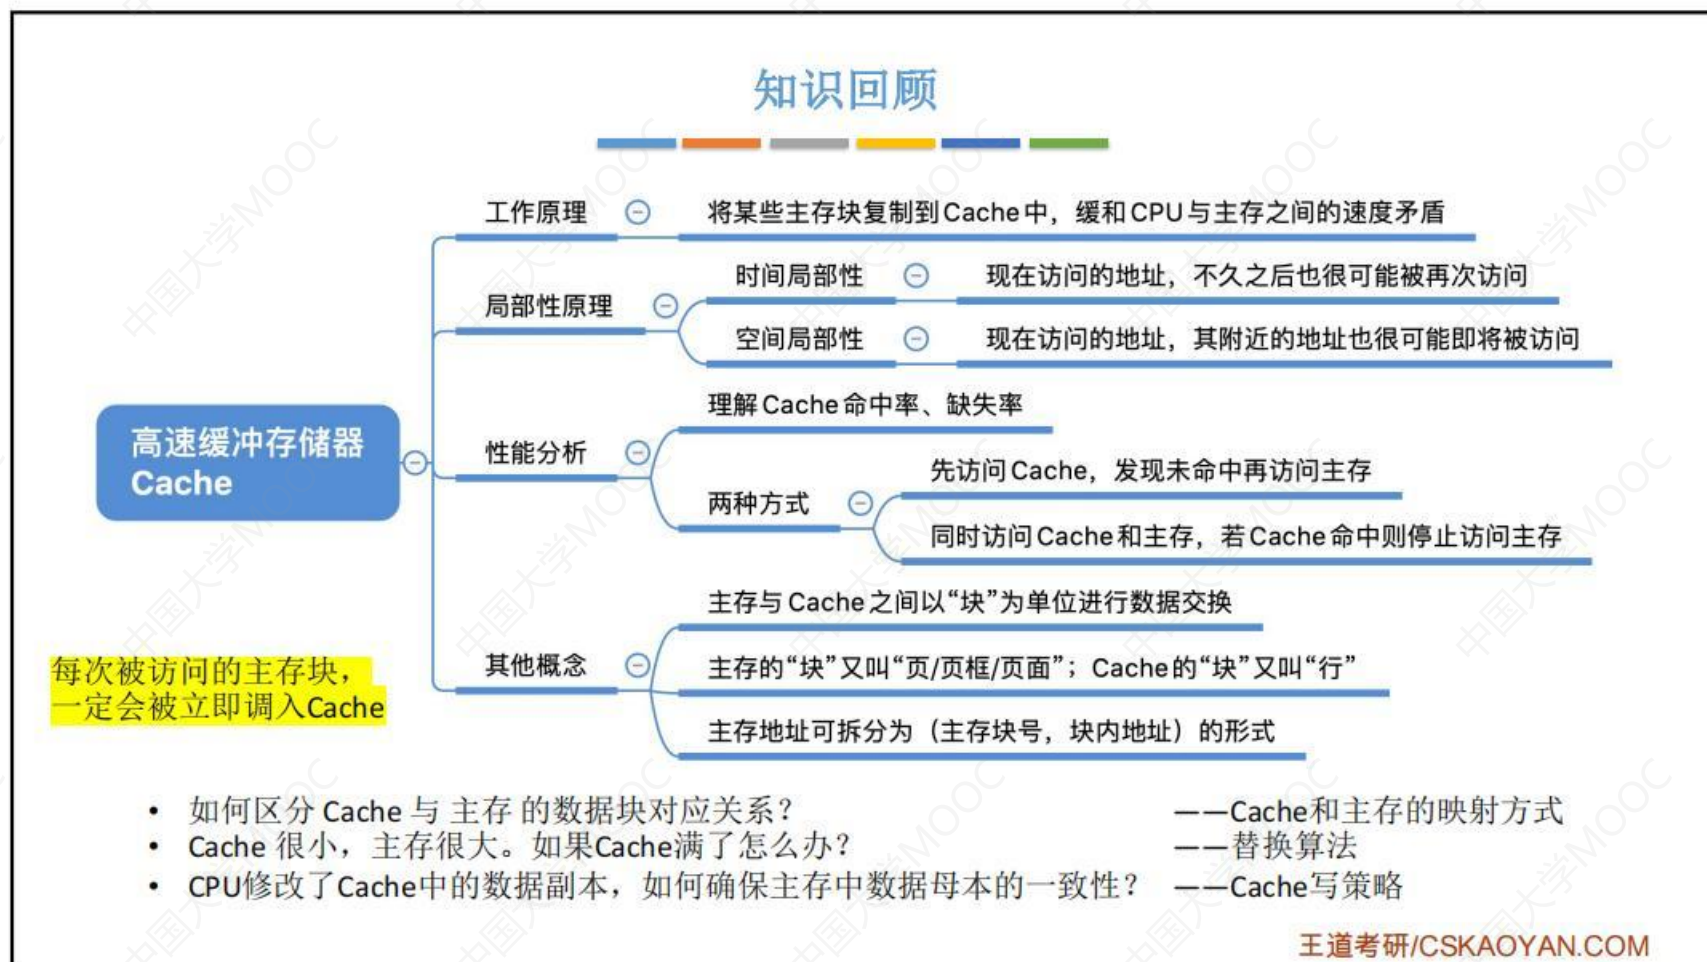 知识回顾
工作原理
将某些主存块复制到Cache中，缓和CPU与主存之间的速度矛盾
局部性原理
时间局部性
现在访问的地址，不久之后也很可能被再次访问
空间局部性
现在访问的地址，其附近的地址也很可能即将被访问
高速缓冲存储器
Cache
性能分析
理解Cache命中率、缺失率
两种方式
先访问Cache，发现未命中再访问主存
同时访问Cache和主存，若Cache命中则停止访问主存
其他概念
主存与Cache之间以“块”为单位进行数据交换
主存的“块”又叫“页/页框/页面”；Cache的“块”又叫“行”
主存地址可拆分为（主存块号，块内地址）的形式
每次被访问的主存块，
一定会被立即调入Cache
• 如何区分 Cache 与 主存 的数据块对应关系？ ——Cache和主存的映射方式
• Cache 很小，主存很大。如果Cache满了怎么办？ ——替换算法
• CPU修改了Cache中的数据副本，如何确保主存中数据母本的一致性？ ——Cache写策略
王道考研/CSKAOYAN.COM
中国大学MOOC